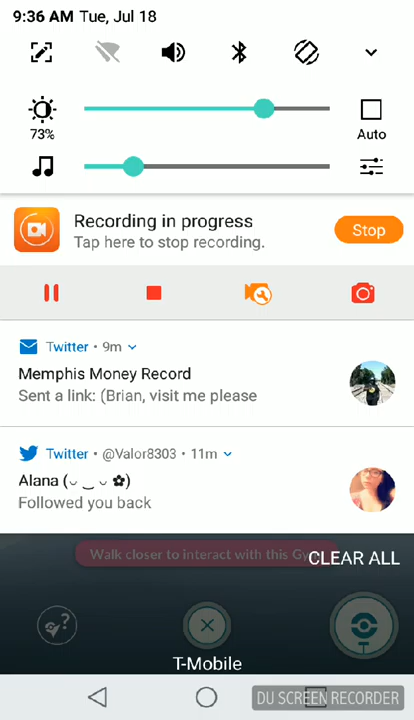 9:36 AM Tue, Jul 18
73%
Auto
Recording in progress
Tap here to stop recording.
Stop
Twitter • 9m
Memphis Money Record
Sent a link: (Brian, visit me please
Twitter • @Valor8303 • 11m
Alana (◡ ‿ ◡ ✿)
Followed you back
Walk closer to interact with this Gy
CLEAR ALL
?
T-Mobile
DU SCREEN RECORDER